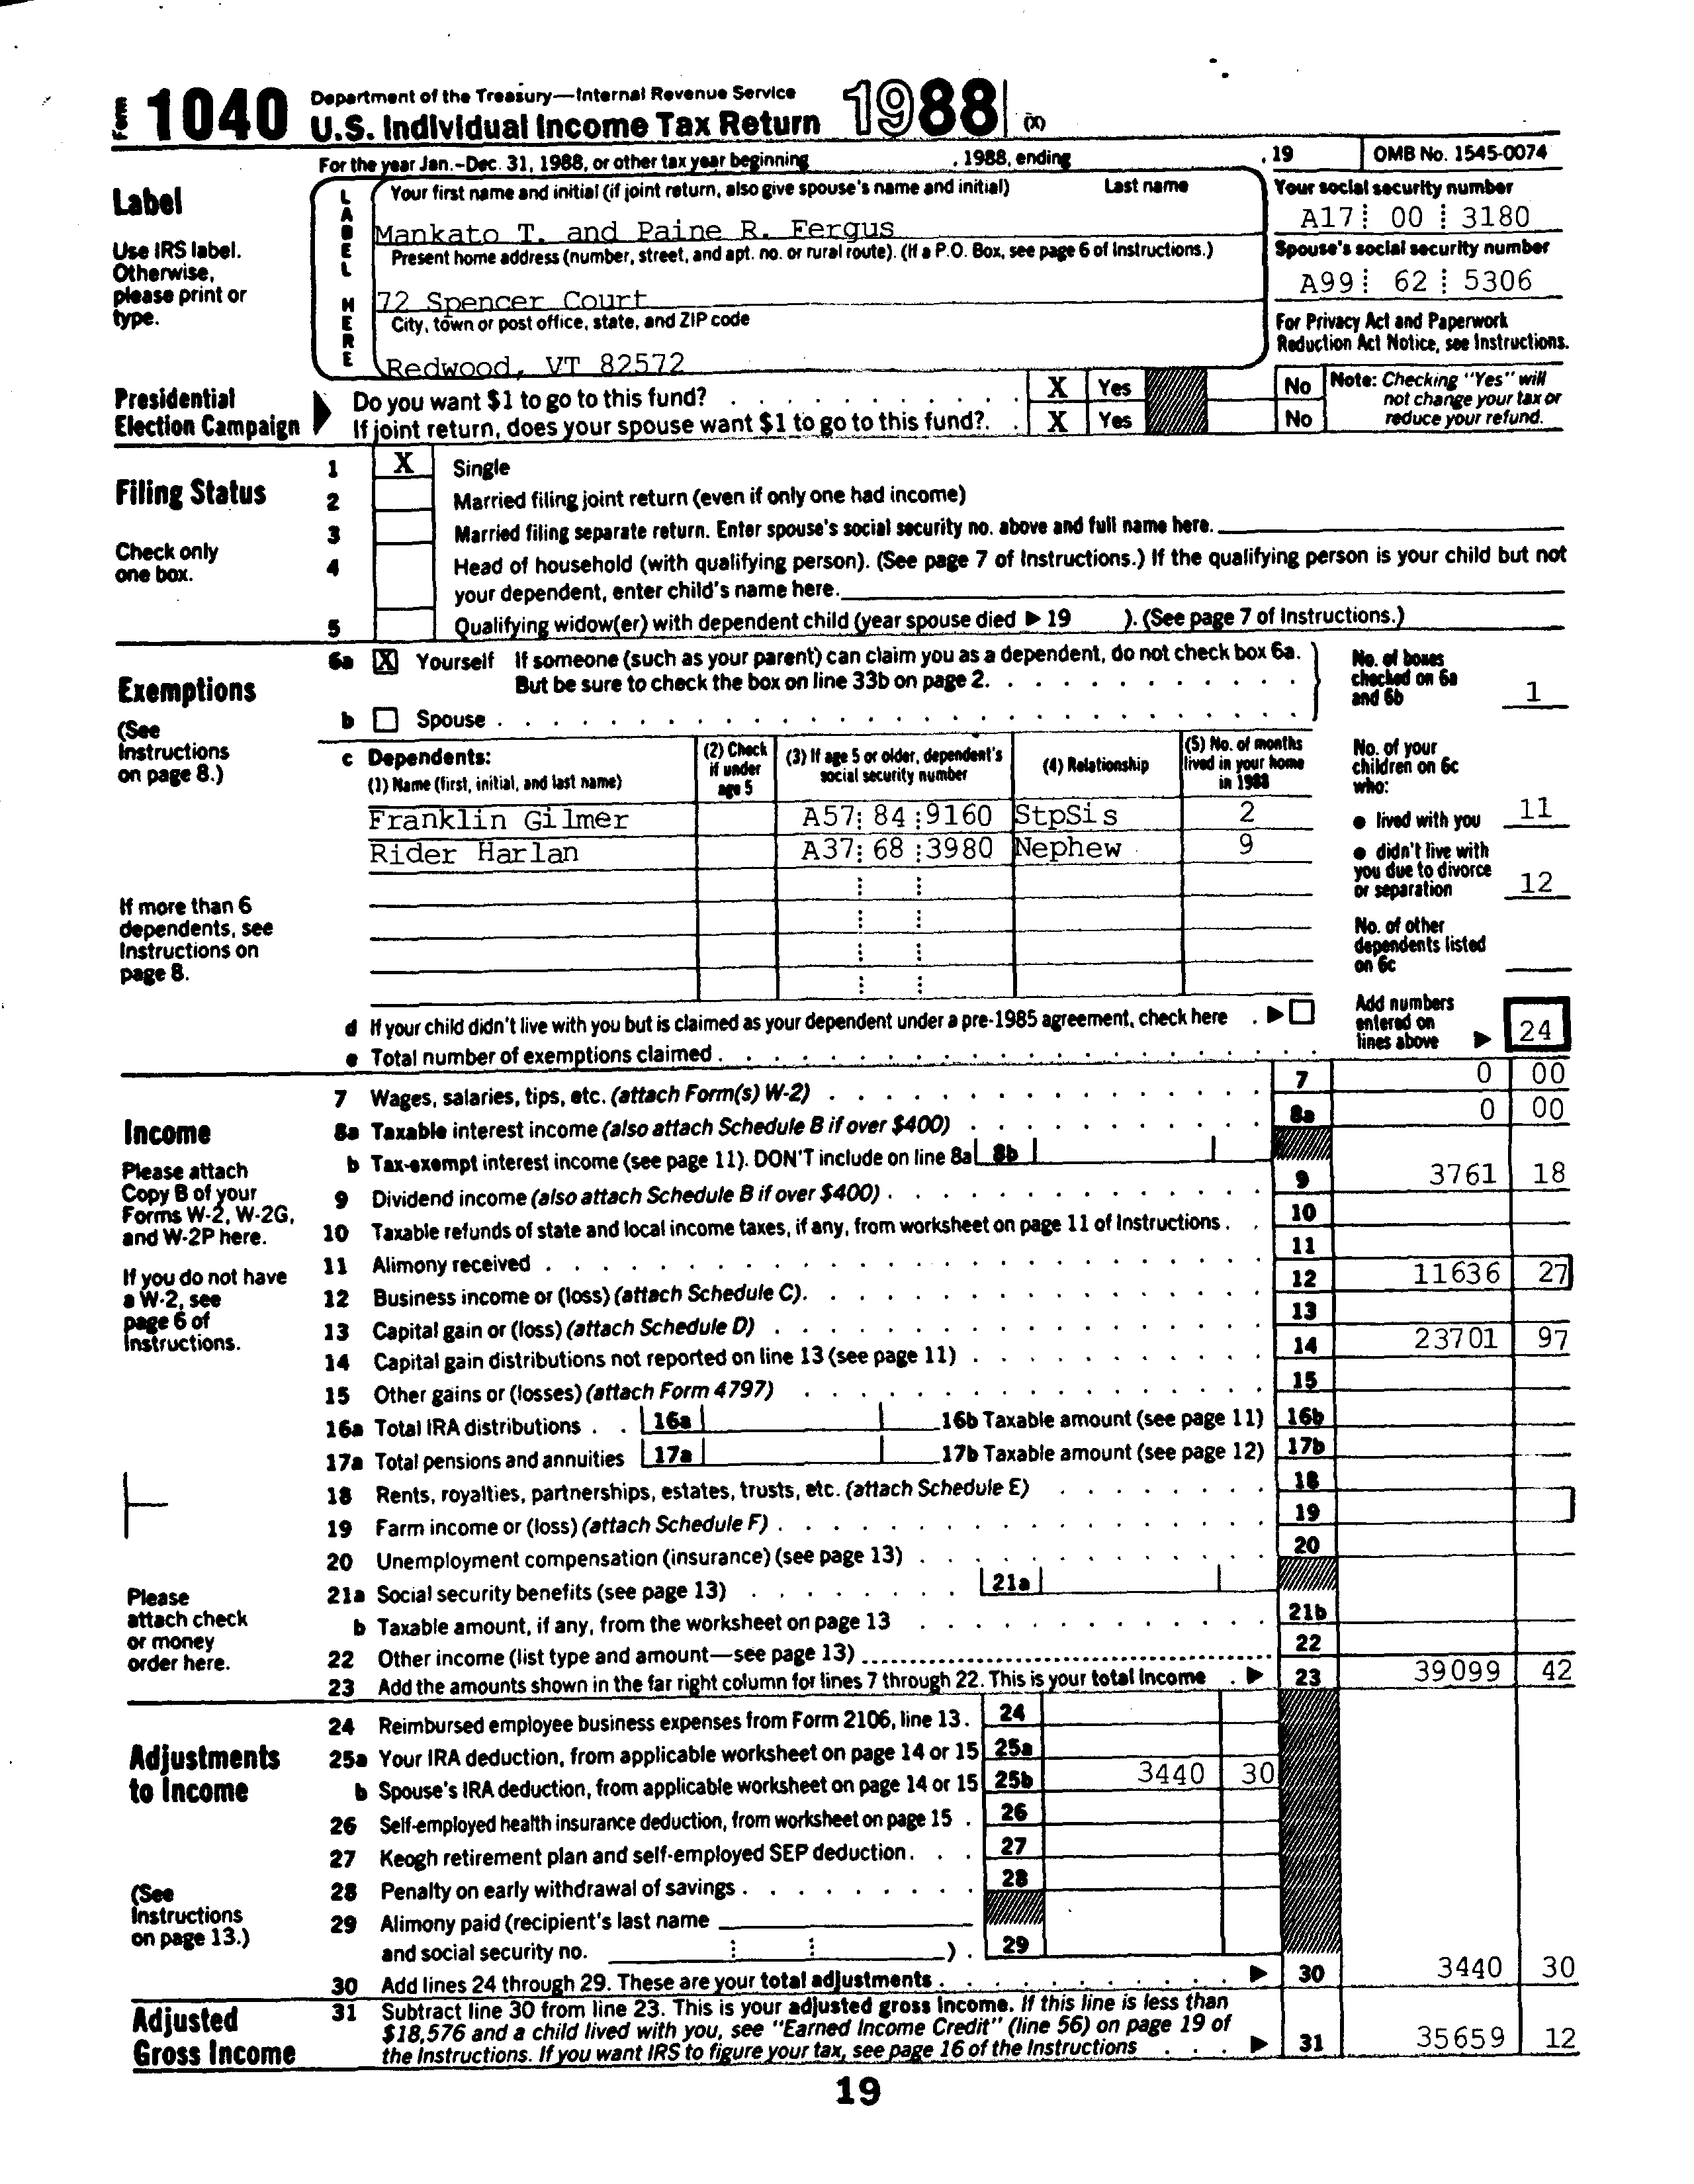 Form 1040 Department of the Treasury—Internal Revenue Service
U.S. Individual Income Tax Return 1988 (X)
For the year Jan.-Dec. 31, 1988, or other tax year beginning , 1988, ending , 19 OMB No. 1545-0074
Label
Use IRS label.
Otherwise,
please print or
type.
LABEL HERE
Your first name and initial (if joint return, also give spouse's name and initial) Last name
Mankato T. and Paine R. Fergus
Present home address (number, street, and apt. no. or rural route). (If a P.O. Box, see page 6 of Instructions.)
72 Spencer Court
City, town or post office, state, and ZIP code
Redwood, VT 82572
Your social security number
A17 00 3180
Spouse's social security number
A99 62 5306
For Privacy Act and Paperwork
Reduction Act Notice, see Instructions.
Presidential
Election Campaign
Do you want $1 to go to this fund? X Yes No
If joint return, does your spouse want $1 to go to this fund?. X Yes No
Note: Checking "Yes" will
not change your tax or
reduce your refund.
Filing Status
Check only
one box.
1 X Single
2 Married filing joint return (even if only one had income)
3 Married filing separate return. Enter spouse's social security no. above and full name here.
4 Head of household (with qualifying person). (See page 7 of Instructions.) If the qualifying person is your child but not
your dependent, enter child's name here.
5 Qualifying widow(er) with dependent child (year spouse died ▶ 19 ). (See page 7 of Instructions.)
Exemptions
(See
Instructions
on page 8.)
6a X Yourself If someone (such as your parent) can claim you as a dependent, do not check box 6a.
But be sure to check the box on line 33b on page 2.
b Spouse
No. of boxes
checked on 6a
and 6b 1
c Dependents:
(1) Name (first, initial, and last name)
(2) Check
if under
age 5
(3) If age 5 or older, dependent's
social security number
(4) Relationship
(5) No. of months
lived in your home
in 1988
Franklin Gilmer A57 84 9160 StpSis 2
Rider Harlan A37 68 3980 Nephew 9
If more than 6
dependents, see
Instructions on
page 8.
No. of your
children on 6c
who:
● lived with you 11
● didn't live with
you due to divorce
or separation 12
No. of other
dependents listed
on 6c
d If your child didn't live with you but is claimed as your dependent under a pre-1985 agreement, check here ▶
e Total number of exemptions claimed
Add numbers
entered on
lines above ▶ 24
Income
Please attach
Copy B of your
Forms W-2, W-2G,
and W-2P here.
If you do not have
a W-2, see
page 6 of
Instructions.
Please
attach check
or money
order here.
7 Wages, salaries, tips, etc. (attach Form(s) W-2) 7 0 00
8a Taxable interest income (also attach Schedule B if over $400) 8a 0 00
b Tax-exempt interest income (see page 11). DON'T include on line 8a 8b
9 Dividend income (also attach Schedule B if over $400) 9 3761 18
10 Taxable refunds of state and local income taxes, if any, from worksheet on page 11 of Instructions 10
11 Alimony received 11
12 Business income or (loss) (attach Schedule C). 12 11636 27
13 Capital gain or (loss) (attach Schedule D) 13
14 Capital gain distributions not reported on line 13 (see page 11) 14 23701 97
15 Other gains or (losses) (attach Form 4797) 15
16a Total IRA distributions 16a 16b Taxable amount (see page 11) 16b
17a Total pensions and annuities 17a 17b Taxable amount (see page 12) 17b
18 Rents, royalties, partnerships, estates, trusts, etc. (attach Schedule E) 18
19 Farm income or (loss) (attach Schedule F) 19
20 Unemployment compensation (insurance) (see page 13) 20
21a Social security benefits (see page 13) 21a
b Taxable amount, if any, from the worksheet on page 13 21b
22 Other income (list type and amount—see page 13) 22
23 Add the amounts shown in the far right column for lines 7 through 22. This is your total income ▶ 23 39099 42
Adjustments
to Income
(See
Instructions
on page 13.)
24 Reimbursed employee business expenses from Form 2106, line 13. 24
25a Your IRA deduction, from applicable worksheet on page 14 or 15 25a
b Spouse's IRA deduction, from applicable worksheet on page 14 or 15 25b 3440 30
26 Self-employed health insurance deduction, from worksheet on page 15 26
27 Keogh retirement plan and self-employed SEP deduction 27
28 Penalty on early withdrawal of savings 28
29 Alimony paid (recipient's last name
and social security no. ) 29
30 Add lines 24 through 29. These are your total adjustments ▶ 30 3440 30
Adjusted
Gross Income
31 Subtract line 30 from line 23. This is your adjusted gross income. If this line is less than
$18,576 and a child lived with you, see "Earned Income Credit" (line 56) on page 19 of
the Instructions. If you want IRS to figure your tax, see page 16 of the Instructions ▶ 31 35659 12
19